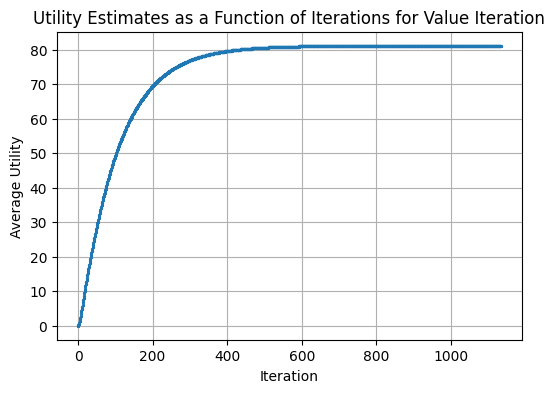 Utility Estimates as a Function of Iterations for Value Iteration
80
70
60
50
40
30
20
10
0
Average Utility
0 200 400 600 800 1000
Iteration